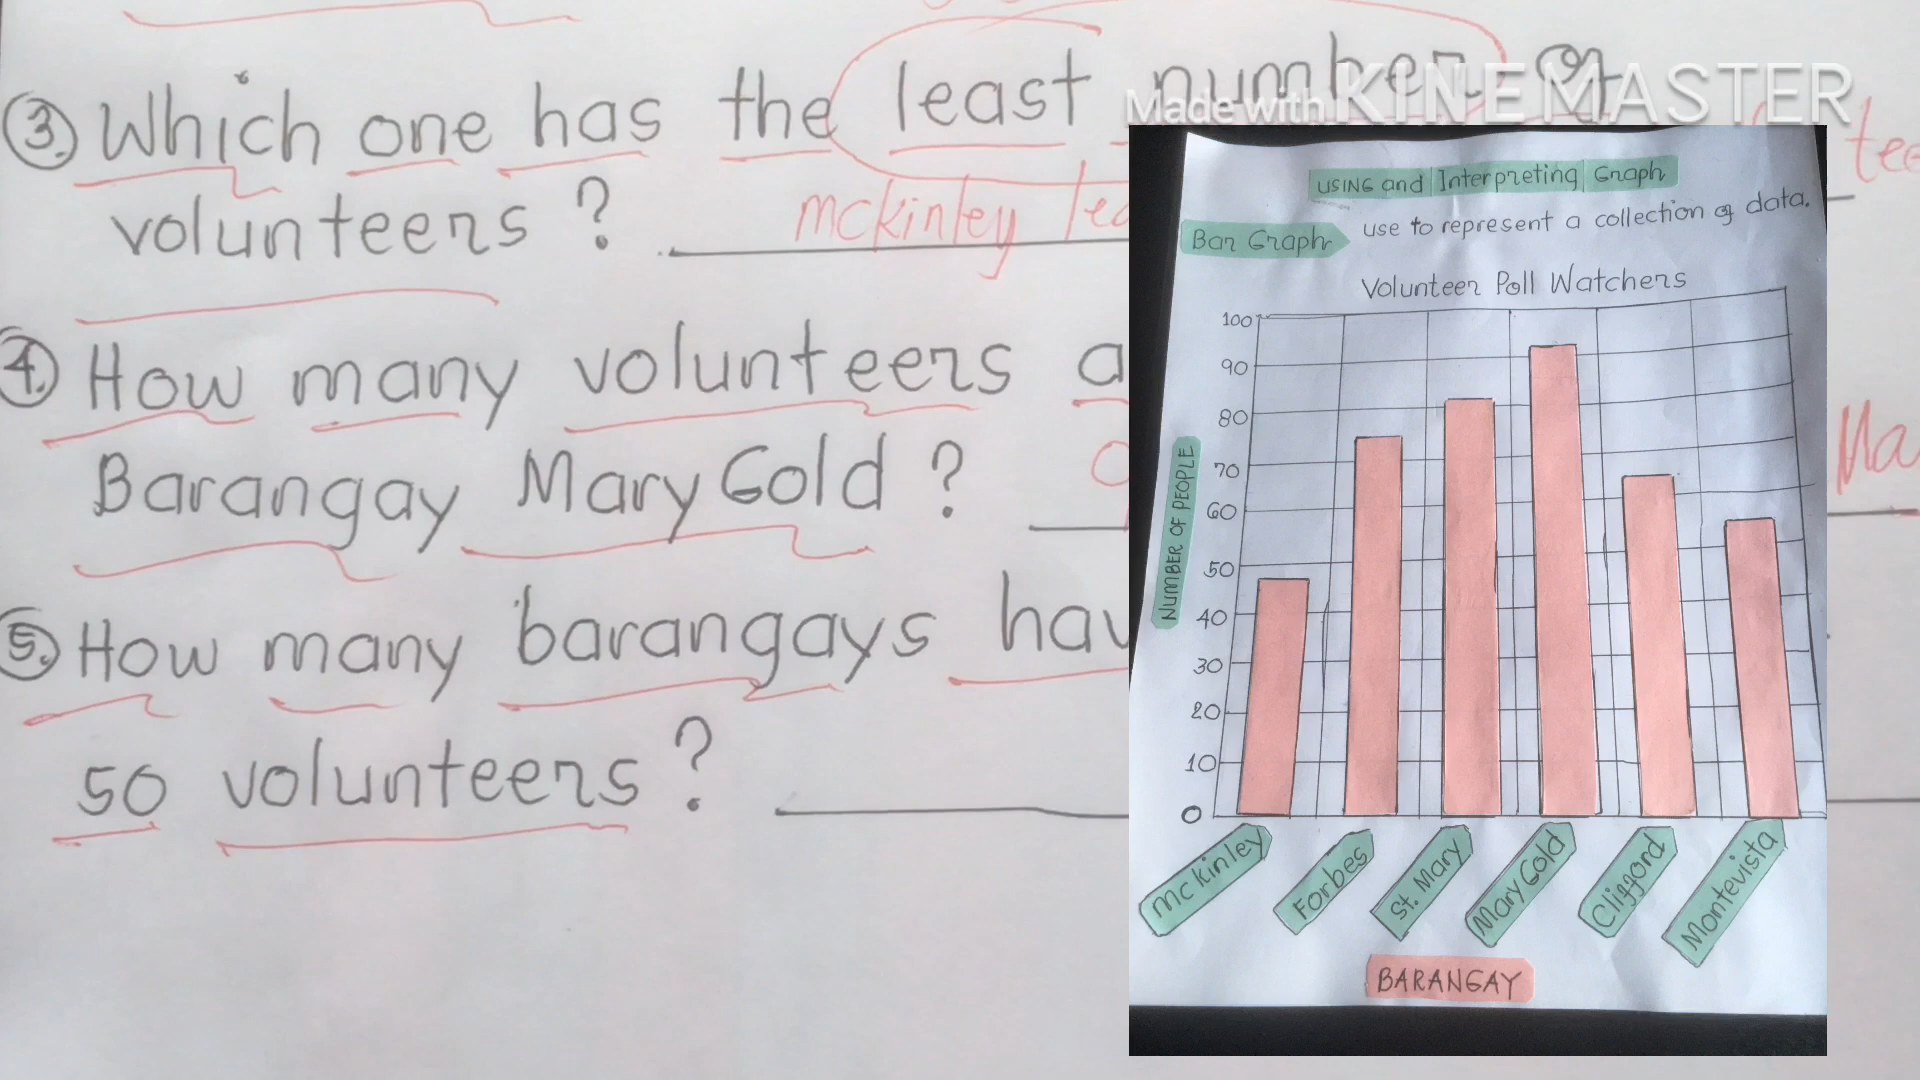 ③. Which one has the least number of
volunteers? mckinley
④. How many volunteers
Barangay Mary Gold?
⑤. How many barangays
50 volunteers?
Made with KINEMASTER
USING and Interpreting Graph
Bar Graph use to represent a collection of data.
Volunteer Poll Watchers
100
90
80
70
60
50
40
30
20
10
0
NUMBER OF PEOPLE
Mc kinley
Forbes
St. Mary
Mary Gold
Clifford
Montevista
BARANGAY